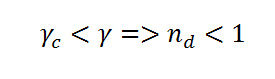 γ_c < γ => n_d < 1